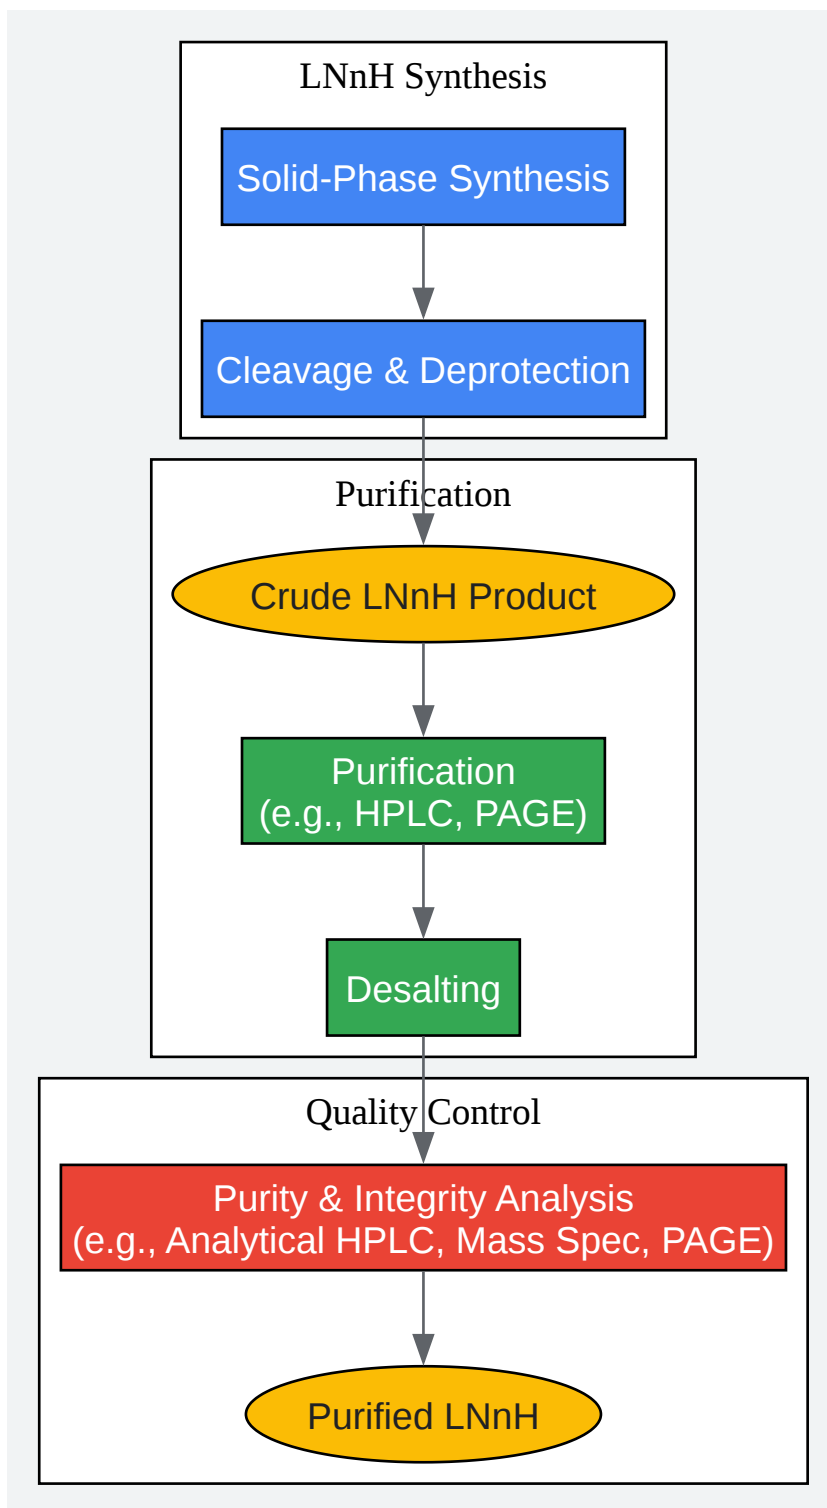 LNnH Synthesis
Solid-Phase Synthesis
Cleavage & Deprotection
Purification
Crude LNnH Product
Purification
(e.g., HPLC, PAGE)
Desalting
Quality Control
Purity & Integrity Analysis
(e.g., Analytical HPLC, Mass Spec, PAGE)
Purified LNnH